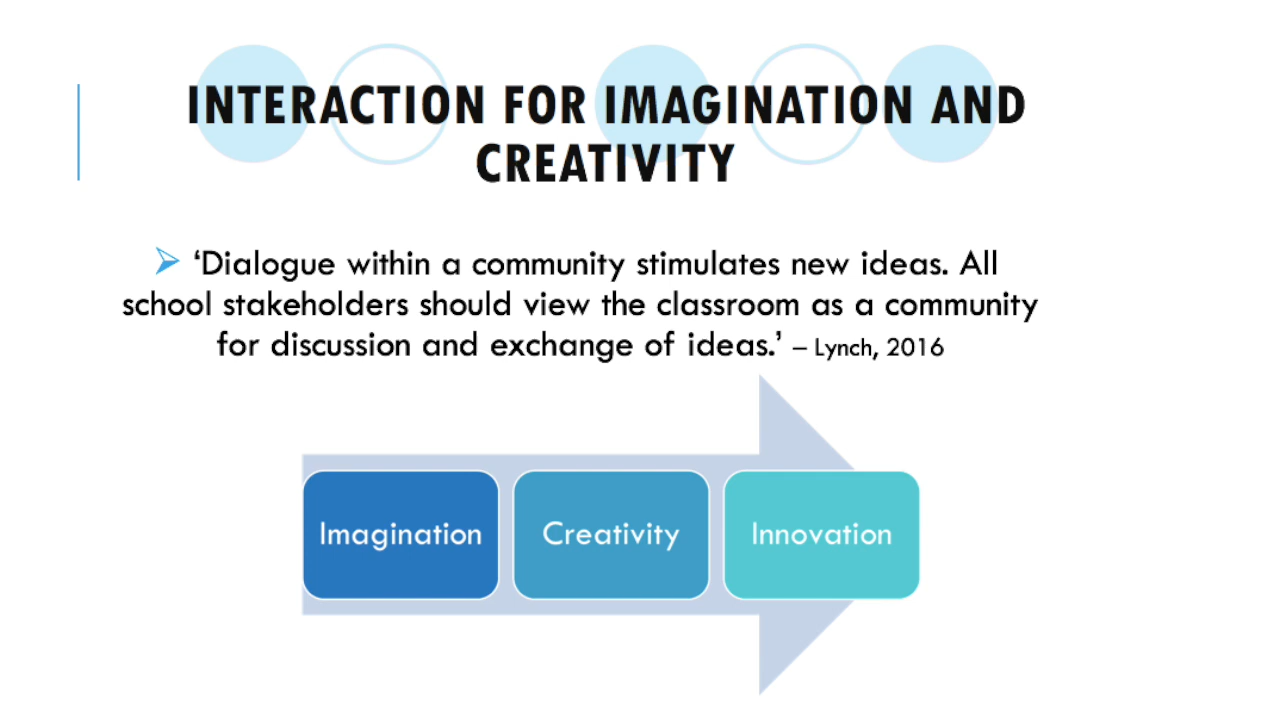 INTERACTION FOR IMAGINATION AND
CREATIVITY
‘Dialogue within a community stimulates new ideas. All
school stakeholders should view the classroom as a community
for discussion and exchange of ideas.’ – Lynch, 2016
Imagination
Creativity
Innovation